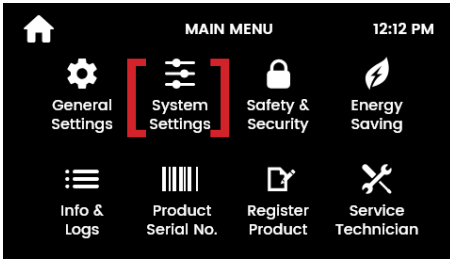 MAIN MENU 12:12 PM
General Settings
System Settings
Safety & Security
Energy Saving
Info & Logs
Product Serial No.
Register Product
Service Technician